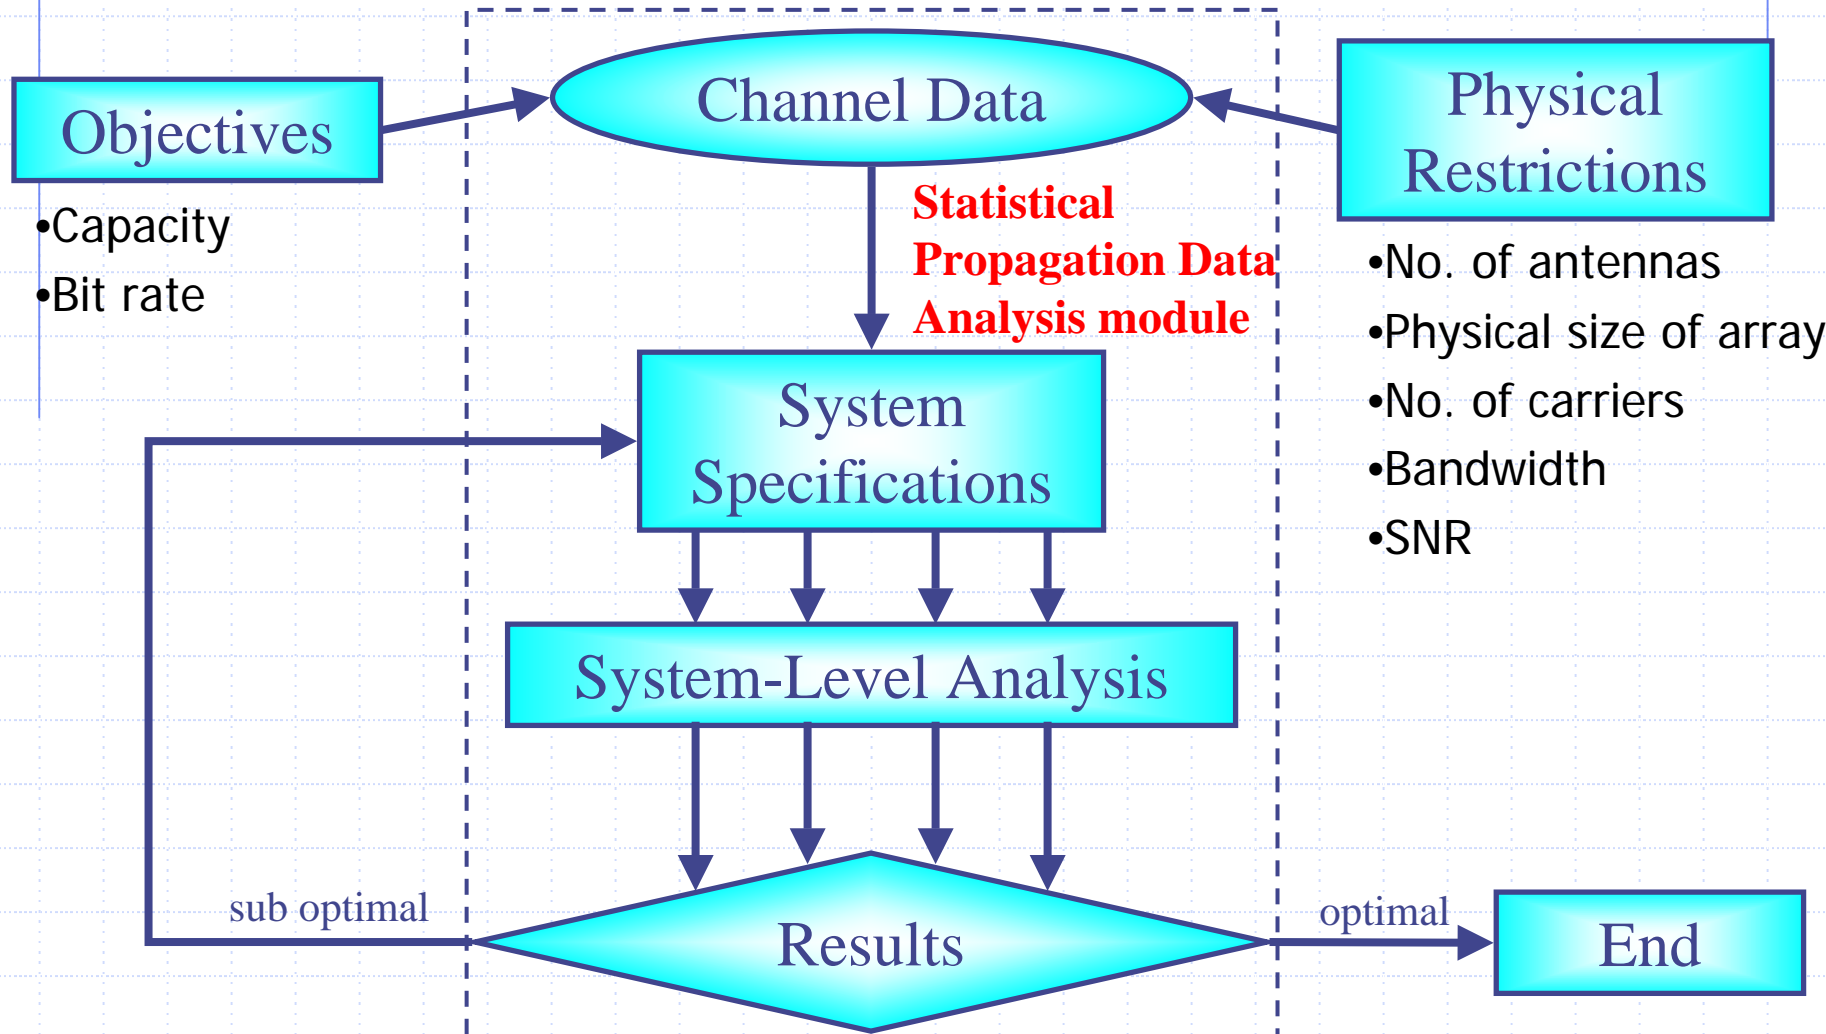 Objectives
•Capacity
•Bit rate
Channel Data
Physical
Restrictions
•No. of antennas
•Physical size of array
•No. of carriers
•Bandwidth
•SNR
Statistical
Propagation Data
Analysis module
System
Specifications
System-Level Analysis
sub optimal
Results
optimal
End